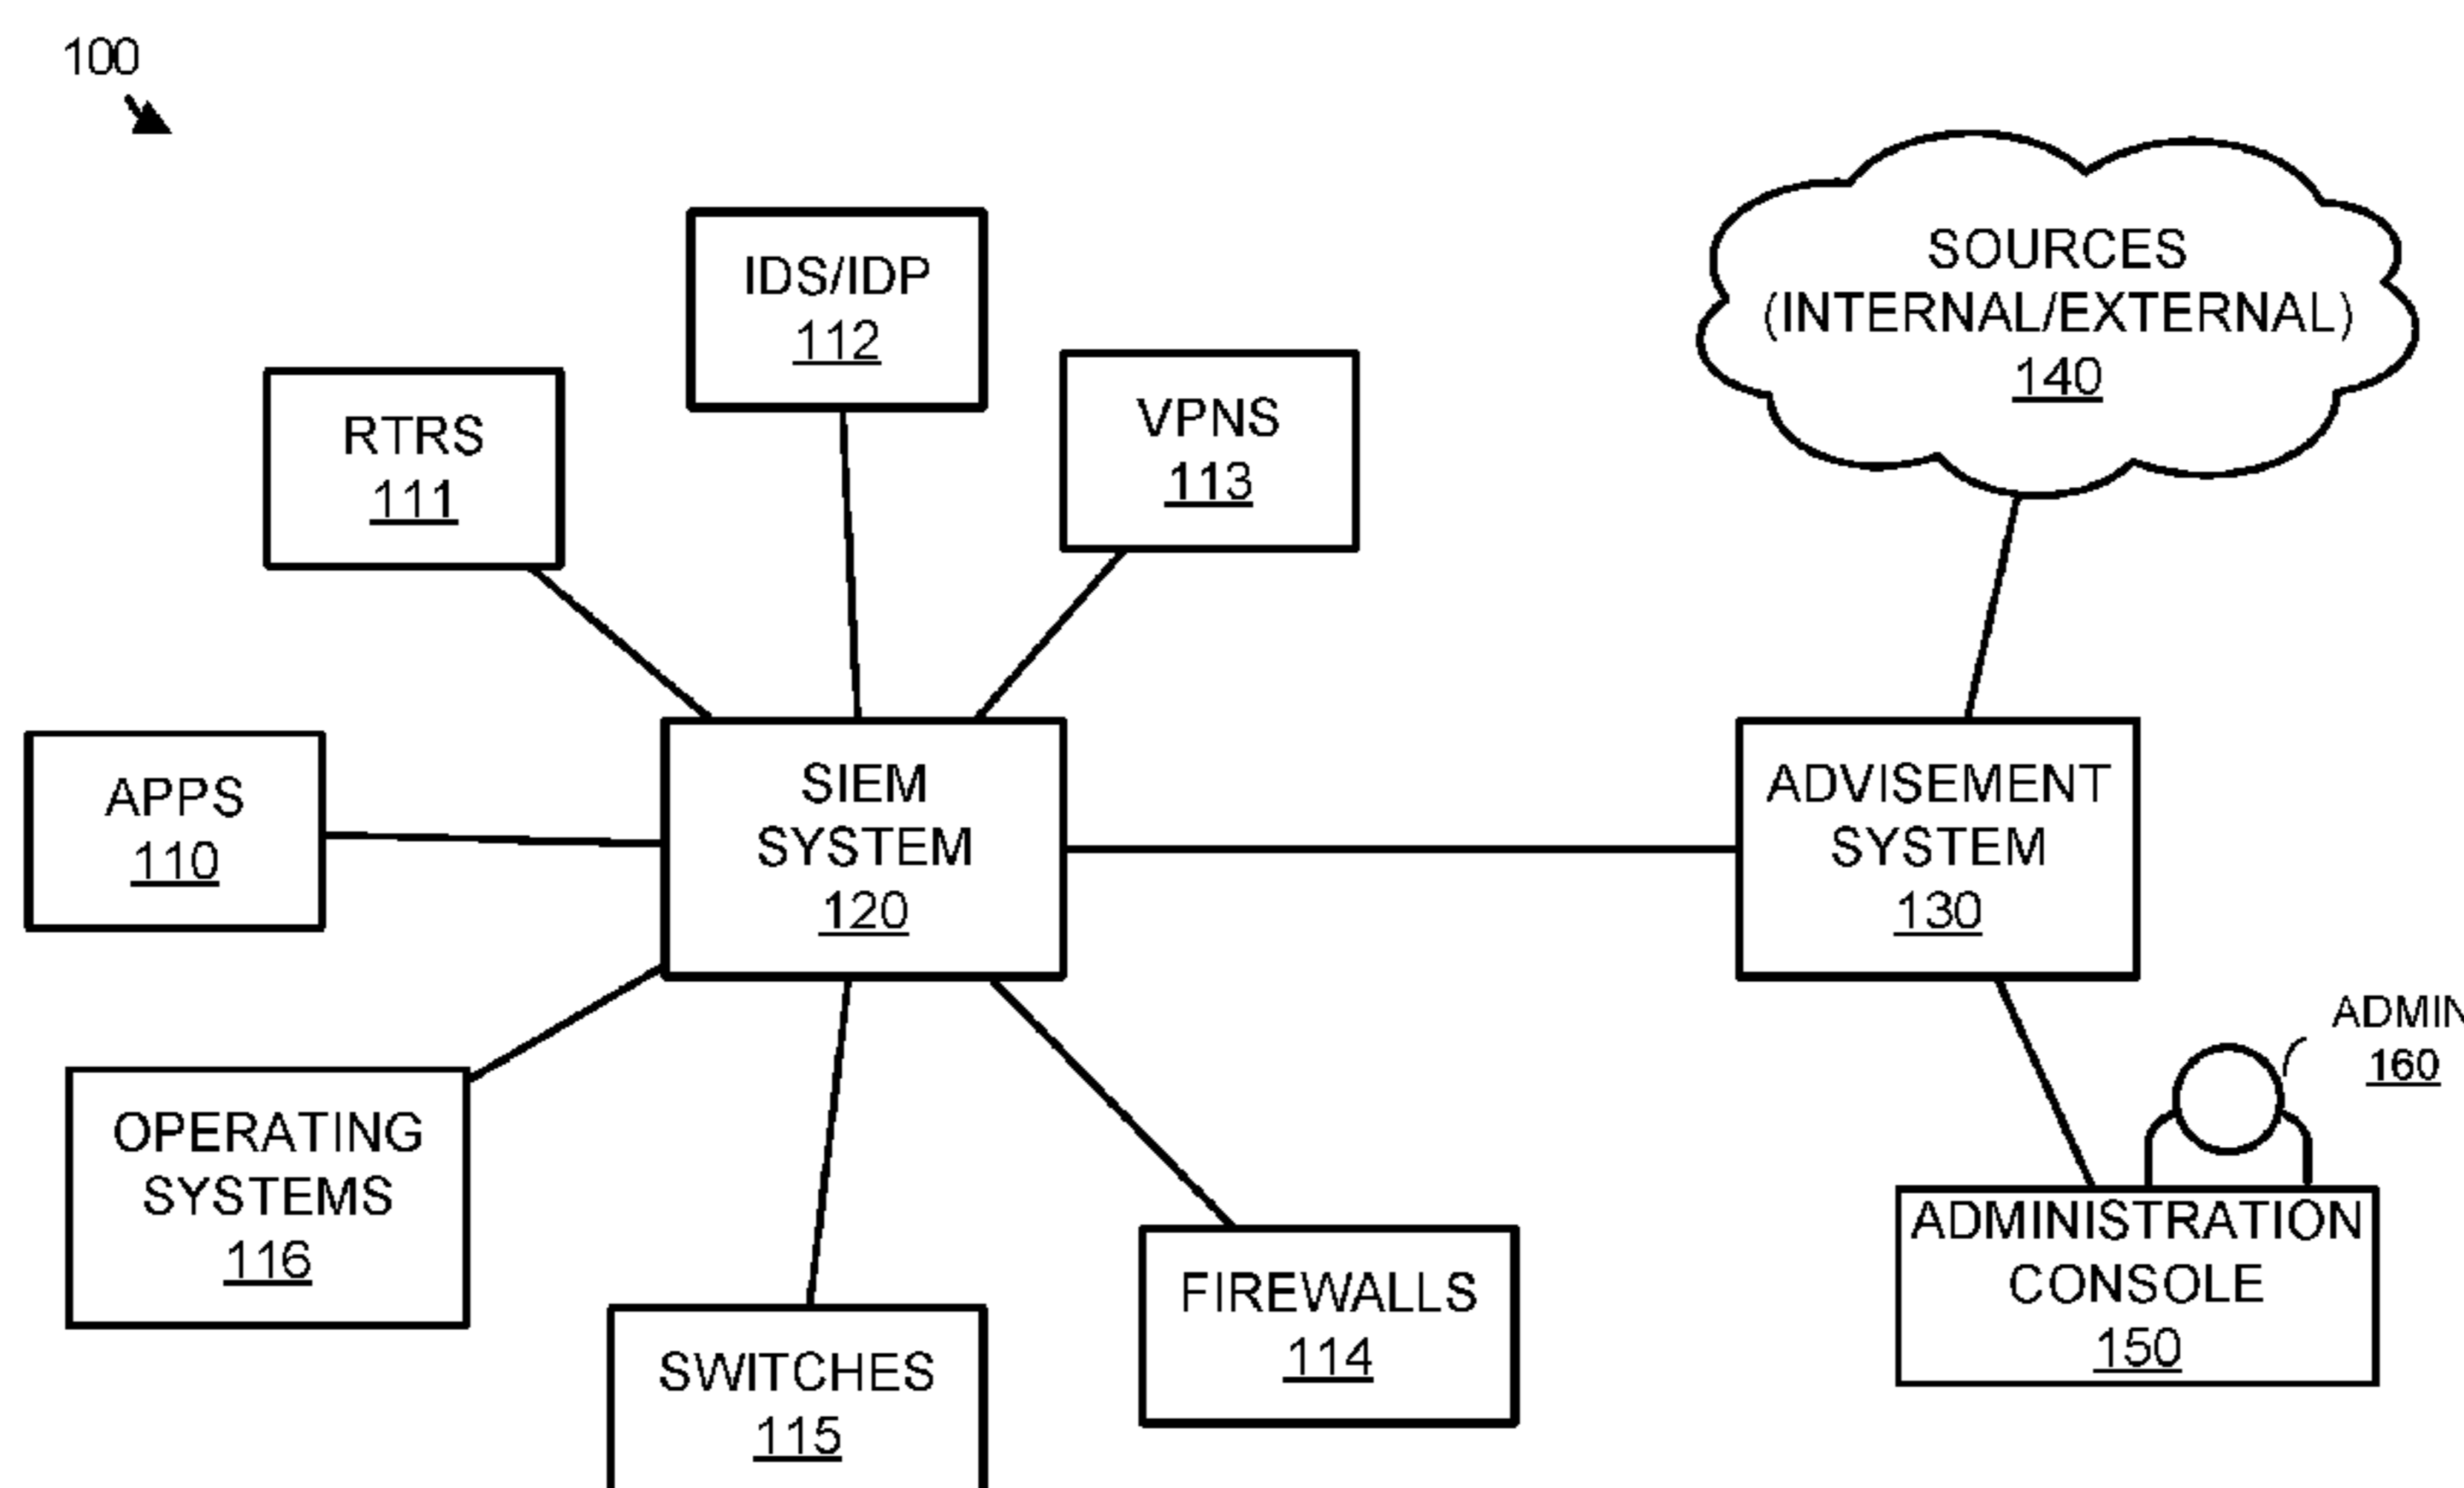 100
IDS/IDP
112
SOURCES
(INTERNAL/EXTERNAL)
140
RTRS
111
VPNS
113
APPS
110
SIEM
SYSTEM
120
ADVISEMENT
SYSTEM
130
ADMIN
160
OPERATING
SYSTEMS
116
SWITCHES
115
FIREWALLS
114
ADMINISTRATION
CONSOLE
150